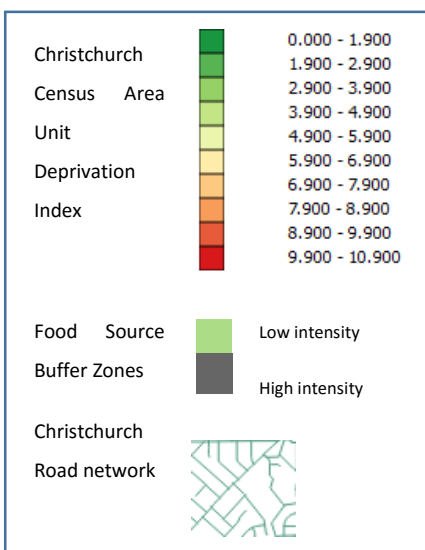 Christchurch
Census Area
Unit
Deprivation
Index
0.000 - 1.900
1.900 - 2.900
2.900 - 3.900
3.900 - 4.900
4.900 - 5.900
5.900 - 6.900
6.900 - 7.900
7.900 - 8.900
8.900 - 9.900
9.900 - 10.900
Food Source
Buffer Zones
Low intensity
High intensity
Christchurch
Road network